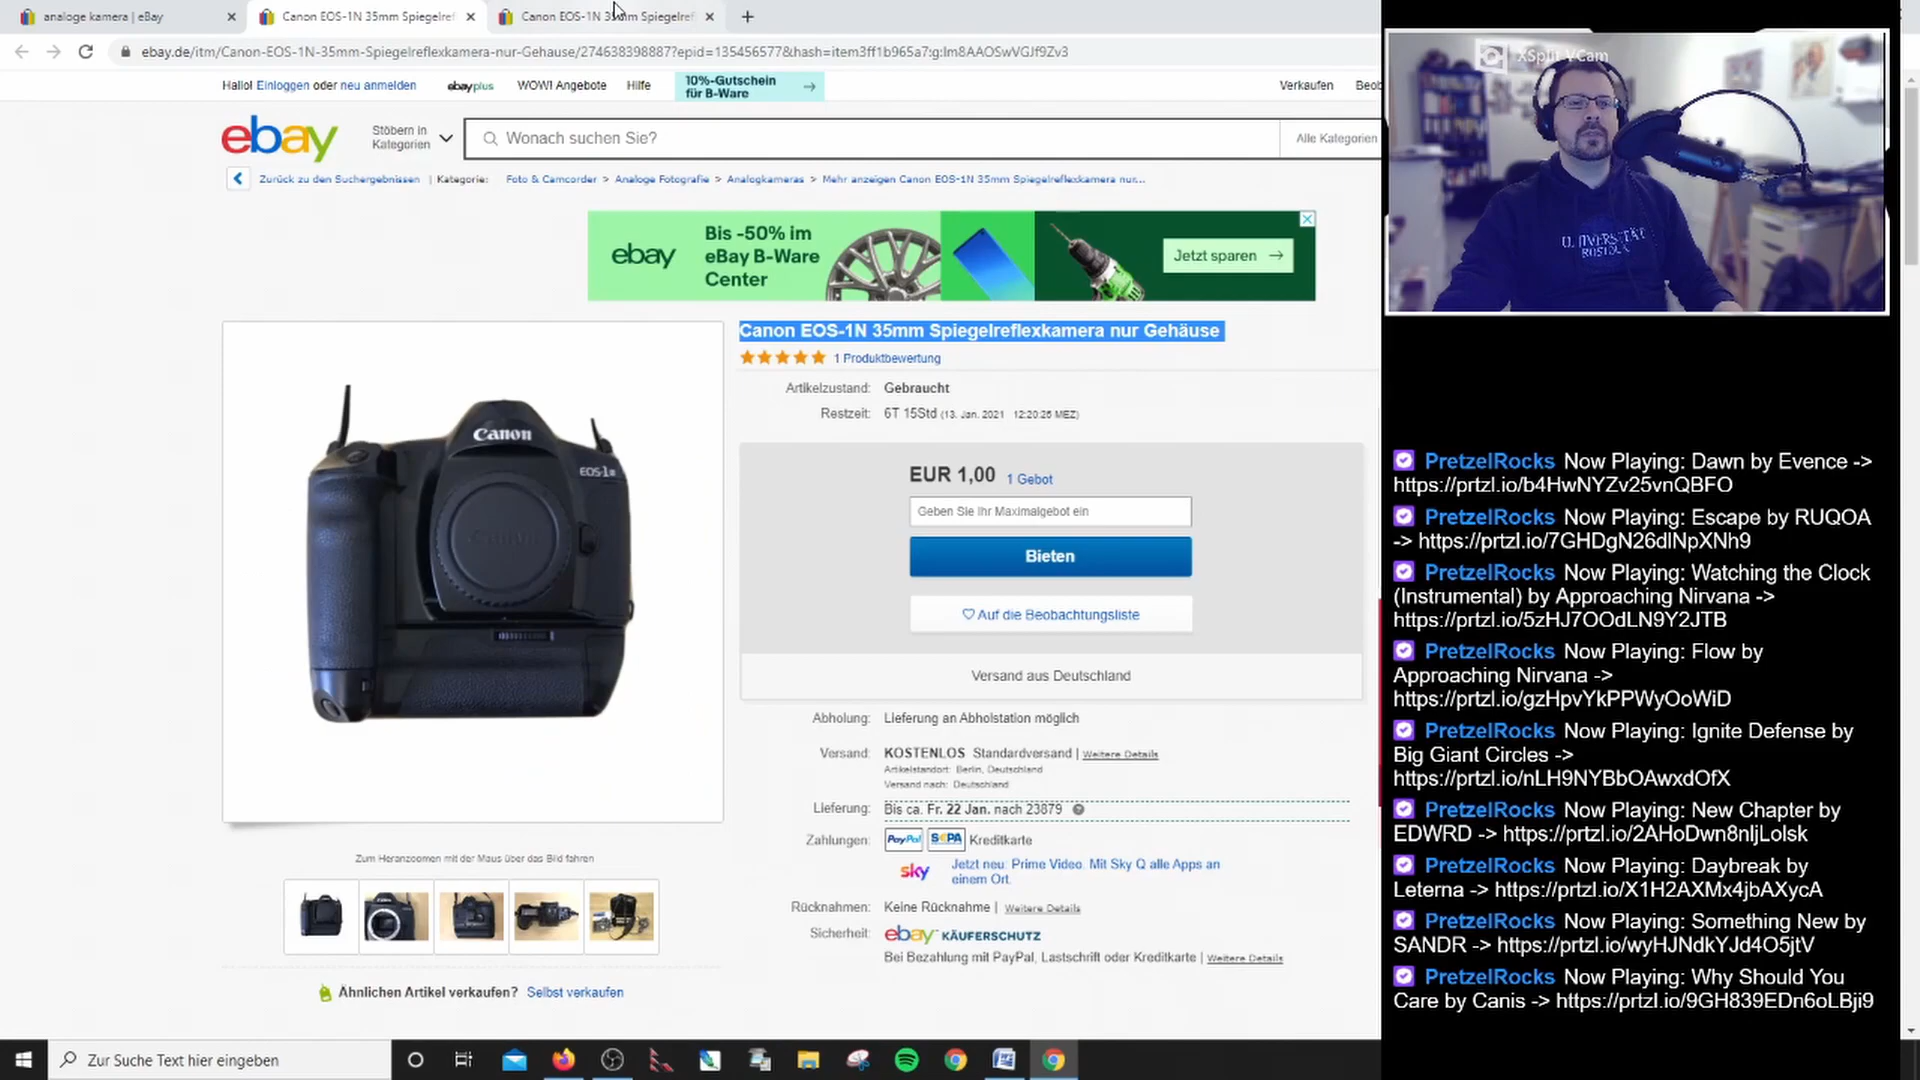 analoge kamera | eBay
Canon EOS-1N 35mm Spiegelref
Canon EOS-1N 35mm Spiegelref
ebay.de/itm/Canon-EOS-1N-35mm-Spiegelreflexkamera-nur-Gehause/274638398887?epid=135456577&hash=item3ff1b965a7:g:lm8AAOSwVGJf9Zv3
Hallo! Einloggen oder neu anmelden
ebayplus
WOW! Angebote
Hilfe
10%-Gutschein
für B-Ware
Verkaufen
Beob
ebay
Stöbern in
Kategorien
Wonach suchen Sie?
Alle Kategorien
Zurück zu den Suchergebnissen | Kategorie: Foto & Camcorder > Analoge Fotografie > Analogkameras > Mehr anzeigen Canon EOS-1N 35mm Spiegelreflexkamera nur...
ebay
Bis -50% im
eBay B-Ware
Center
Jetzt sparen
Canon EOS-1N 35mm Spiegelreflexkamera nur Gehäuse
1 Produktbewertung
Artikelzustand: Gebraucht
Restzeit: 6T 15Std (13. Jan. 2021 12:20:26 MEZ)
EUR 1,00 1 Gebot
Geben Sie Ihr Maximalgebot ein
Bieten
Auf die Beobachtungsliste
Versand aus Deutschland
Abholung: Lieferung an Abholstation möglich
Versand: KOSTENLOS Standardversand | Weitere Details
Artikelstandort: Berlin, Deutschland
Versand nach: Deutschland
Lieferung: Bis ca. Fr. 22 Jan. nach 23879
Zahlungen: PayPal SEPA Kreditkarte
sky Jetzt neu: Prime Video. Mit Sky Q alle Apps an
einem Ort.
Rücknahmen: Keine Rücknahme | Weitere Details
Sicherheit: ebay KÄUFERSCHUTZ
Bei Bezahlung mit PayPal, Lastschrift oder Kreditkarte | Weitere Details
Canon
EOS-1N
Canon
Zum Heranzoomen mit der Maus über das Bild fahren
Ähnlichen Artikel verkaufen? Selbst verkaufen
Zur Suche Text hier eingeben
XSplit VCam
UNIVERSITÄT
ROSTOCK
PretzelRocks Now Playing: Dawn by Evence ->
https://prtzl.io/b4HwNYZv25vnQBFO
PretzelRocks Now Playing: Escape by RUQOA
-> https://prtzl.io/7GHDgN26dlNpXNh9
PretzelRocks Now Playing: Watching the Clock
(Instrumental) by Approaching Nirvana ->
https://prtzl.io/5zHJ7OOdLN9Y2JTB
PretzelRocks Now Playing: Flow by
Approaching Nirvana ->
https://prtzl.io/gzHpvYkPPWyOoWiD
PretzelRocks Now Playing: Ignite Defense by
Big Giant Circles ->
https://prtzl.io/nLH9NYBbOAwxdOfX
PretzelRocks Now Playing: New Chapter by
EDWRD -> https://prtzl.io/2AHoDwn8nIjLolsk
PretzelRocks Now Playing: Daybreak by
Leterna -> https://prtzl.io/X1H2AXMx4jbAXycA
PretzelRocks Now Playing: Something New by
SANDR -> https://prtzl.io/wyHJNdkYJd4O5jtV
PretzelRocks Now Playing: Why Should You
Care by Canis -> https://prtzl.io/9GH839EDn6oLBji9